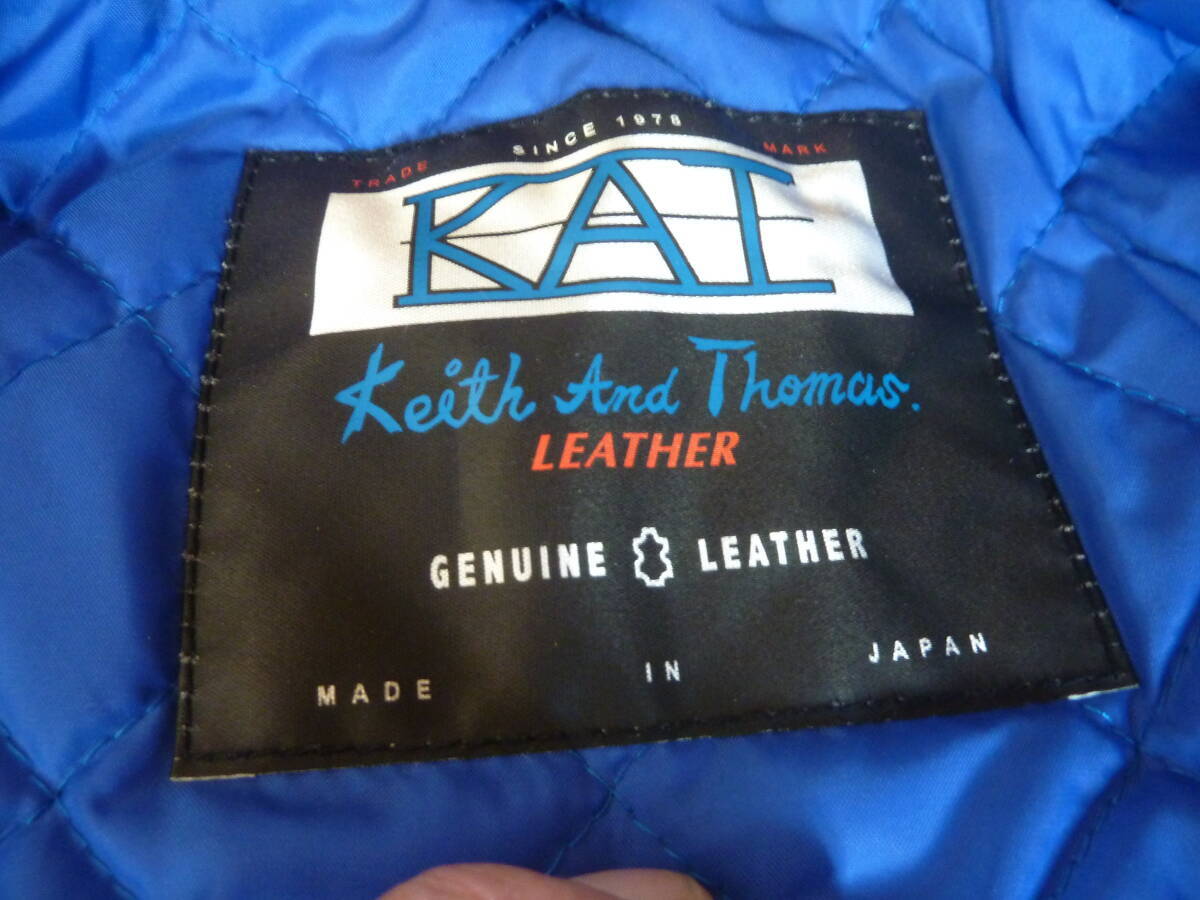 SINCE 1978
TRADE MARK
KAT
Keith And Thomas.
LEATHER
GENUINE LEATHER
MADE IN JAPAN